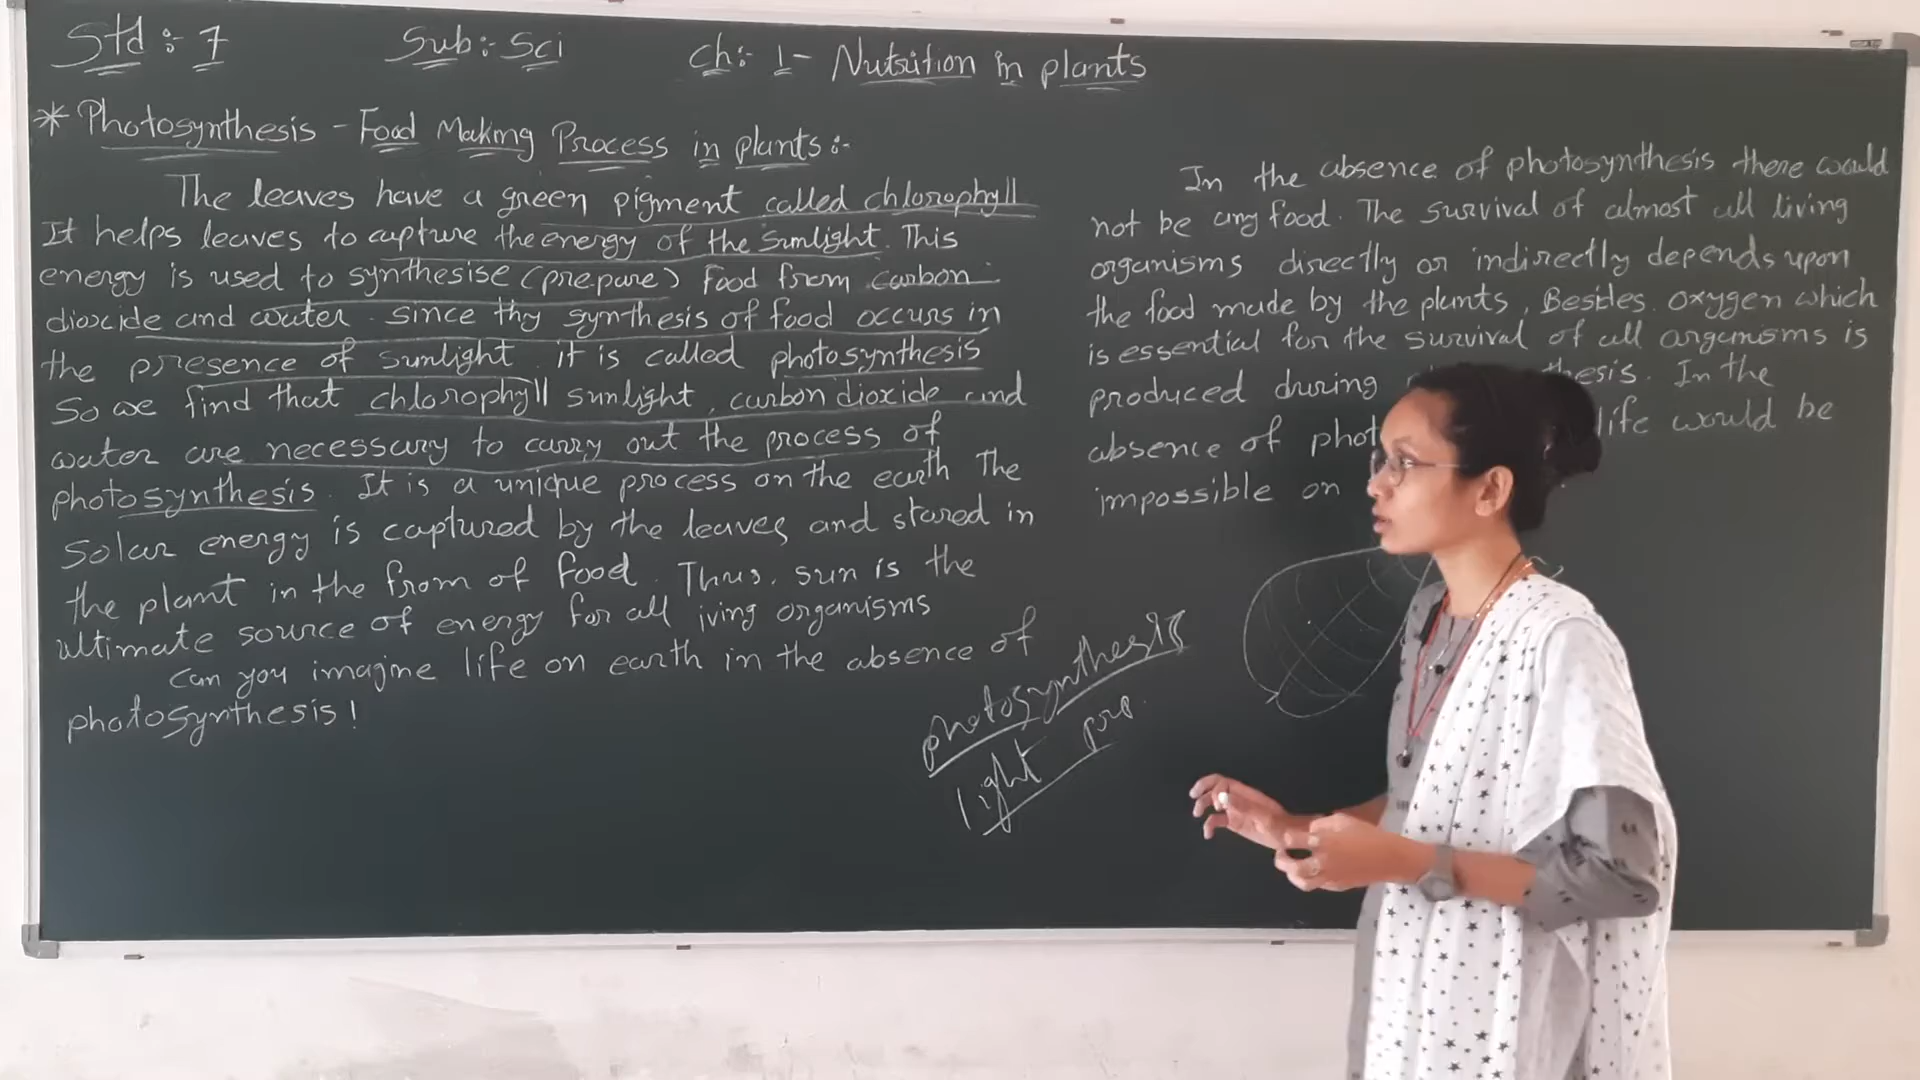 Std :- 7
Sub:- Sci
Ch:- 1- Nutrition in plants
* Photosynthesis - Food Making Process in plants :-
The leaves have a green pigment called chlorophyll
It helps leaves to capture the energy of the sunlight. This
energy is used to synthesise (prepare) food from carbon
dioxide and water. since thy synthesis of food occurs in
the presence of sunlight. it is called photosynthesis
So we find that chlorophyll sunlight, carbon dioxide and
water are necessary to carry out the process of
photosynthesis. It is a unique process on the earth The
solar energy is captured by the leaves and stored in
the plant in the from of food. Thus, sun is the
ultimate source of energy for all iving organisms
can you imagine life on earth in the absence of
photosynthesis!
In the absence of photosynthesis there would
not be any food. The survival of almost all living
organisms directly or indirectly depends upon
the food made by the plants, Besides. oxygen which
is essential for the survival of all organisms is
produced during thesis. In the
absence of phot life would be
impossible on
photosynthesis
light pro.